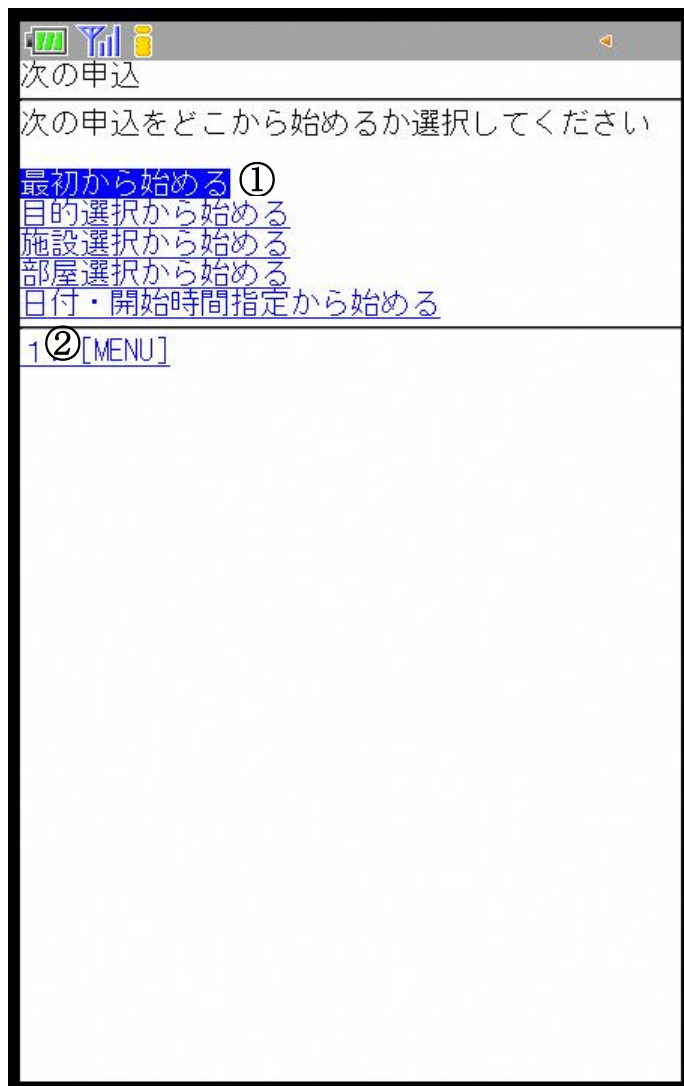 次の申込
次の申込をどこから始めるか選択してください
最初から始める ①
目的選択から始める
施設選択から始める
部屋選択から始める
日付・開始時間指定から始める
1 ②[MENU]